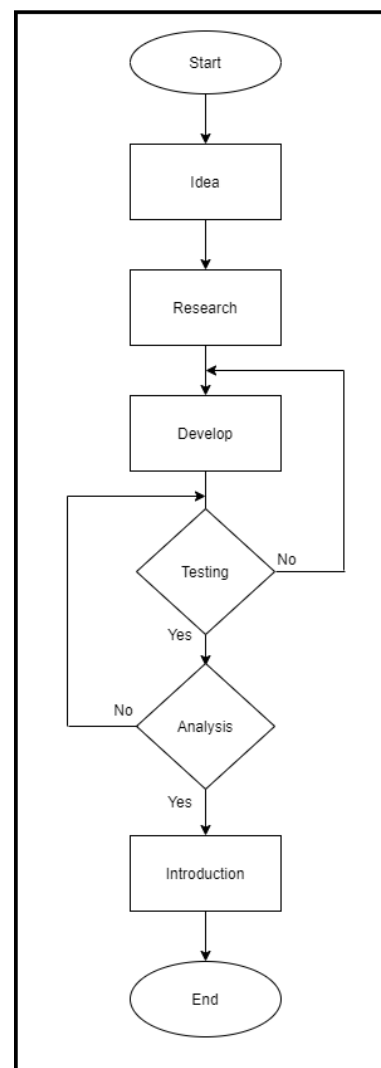 Start
Idea
Research
Develop
Testing
No
Yes
No
Analysis
Yes
Introduction
End